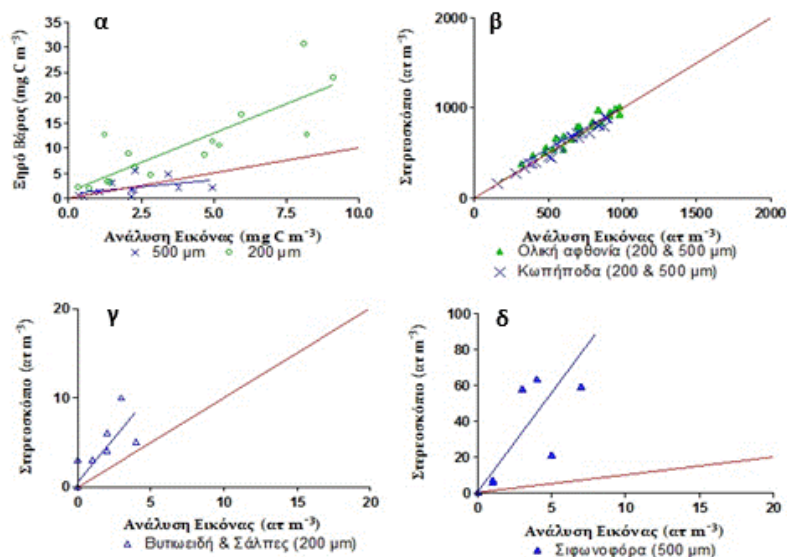 α
Ξηρό Βάρος (mg C m⁻³)
35
30
25
20
15
10
5
0
0.0 2.5 5.0 7.5 10.0
Ανάλυση Εικόνας (mg C m⁻³)
× 500 μm ○ 200 μm
β
Στερεοσκόπιο (ατ m⁻³)
2000
1000
0
0 500 1000 1500 2000
Ανάλυση Εικόνας (ατ m⁻³)
▲ Ολική αφθονία (200 & 500 μm)
× Κωπήποδα (200 & 500 μm)
γ
Στερεοσκόπιο (ατ m⁻³)
20
10
0
0 5 10 15 20
Ανάλυση Εικόνας (ατ m⁻³)
△ Βυτιωειδή & Σάλπες (200 μm)
δ
Στερεοσκόπιο (ατ m⁻³)
100
80
60
40
20
0
0 5 10 15 20
Ανάλυση Εικόνας (ατ m⁻³)
▲ Σιφωνοφόρα (500 μm)